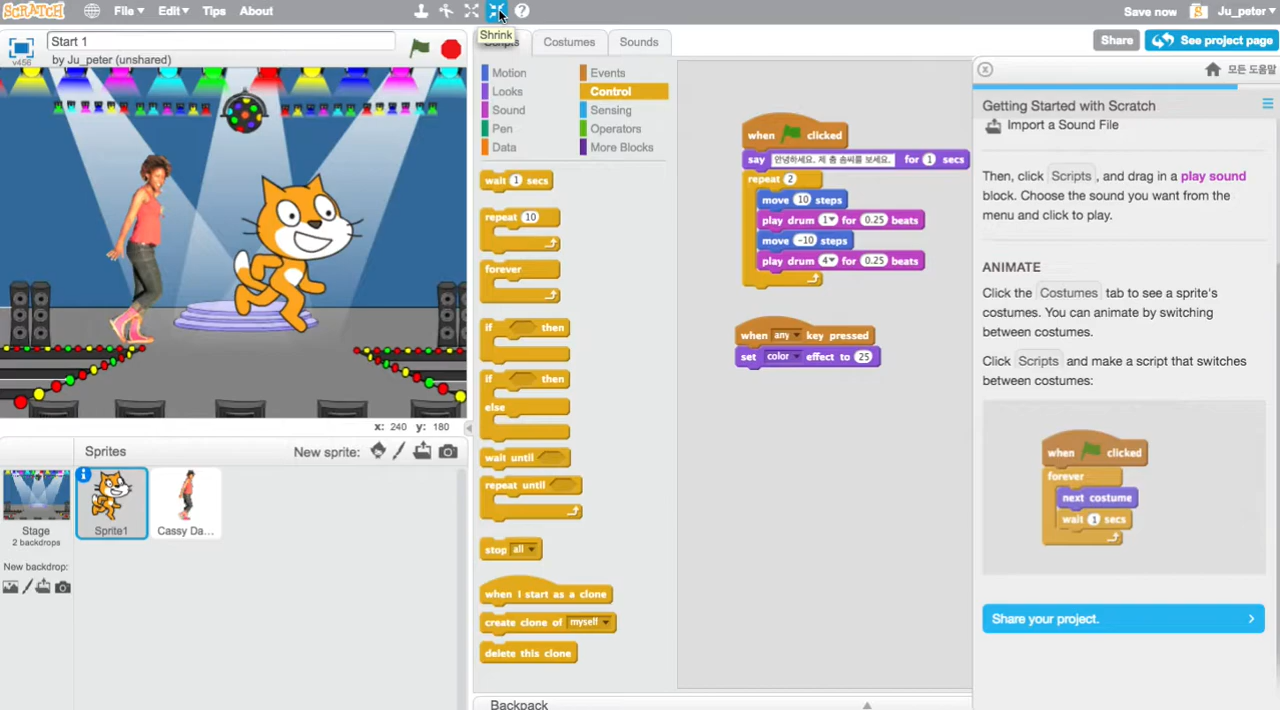 SCRATCH File Edit Tips About Save now Ju_peter
Shrink
v456
Start 1
by Ju_peter (unshared)
Scripts Costumes Sounds
Share See project page
Motion Events
Looks Control
Sound Sensing
Pen Operators
Data More Blocks
wait 1 secs
repeat 10
forever
if then
if then
else
wait until
repeat until
stop all
when I start as a clone
create clone of myself
delete this clone
when clicked
say 안녕하세요. 제 춤 솜씨를 보세요. for 1 secs
repeat 2
move 10 steps
play drum 1 for 0.25 beats
move -10 steps
play drum 4 for 0.25 beats
when any key pressed
set color effect to 25
x: 240 y: 180
Sprites New sprite:
Stage
2 backdrops
New backdrop:
Sprite1
Cassy Da...
Backpack
모든 도움말
Getting Started with Scratch
Import a Sound File
Then, click Scripts, and drag in a play sound
block. Choose the sound you want from the
menu and click to play.
ANIMATE
Click the Costumes tab to see a sprite's
costumes. You can animate by switching
between costumes.
Click Scripts and make a script that switches
between costumes:
when clicked
forever
next costume
wait 1 secs
Share your project.